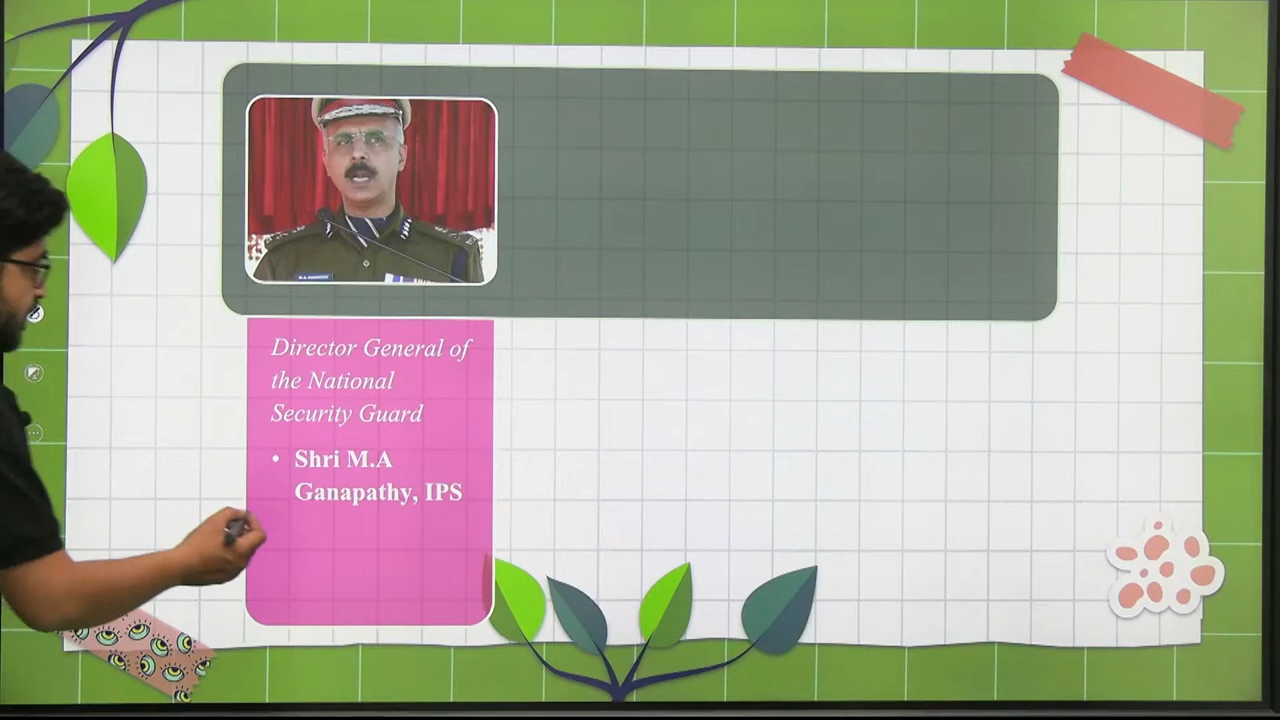 Director General of
the National
Security Guard
• Shri M.A
Ganapathy, IPS